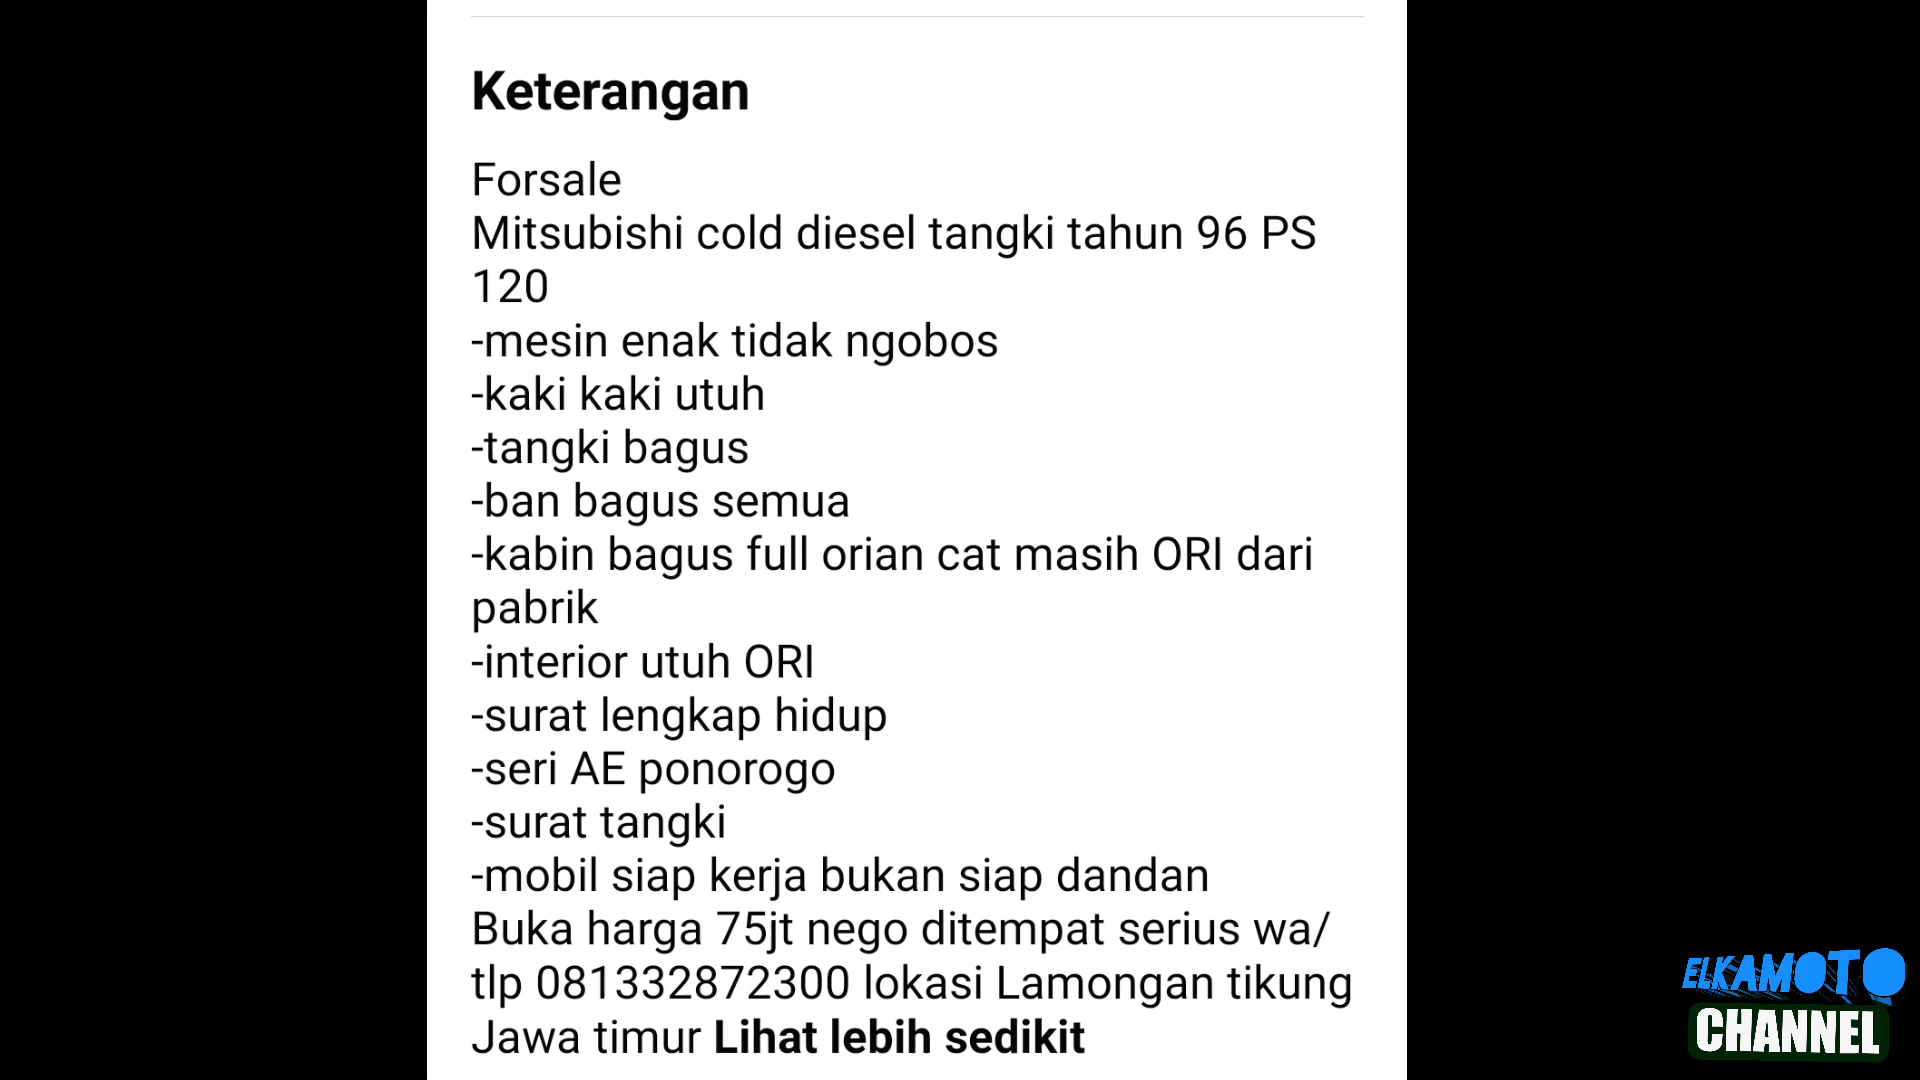 Keterangan
Forsale
Mitsubishi cold diesel tangki tahun 96 PS
120
-mesin enak tidak ngobos
-kaki kaki utuh
-tangki bagus
-ban bagus semua
-kabin bagus full orian cat masih ORI dari
pabrik
-interior utuh ORI
-surat lengkap hidup
-seri AE ponorogo
-surat tangki
-mobil siap kerja bukan siap dandan
Buka harga 75jt nego ditempat serius wa/
tlp 081332872300 lokasi Lamongan tikung
Jawa timur Lihat lebih sedikit
ELKAMOTO
CHANNEL